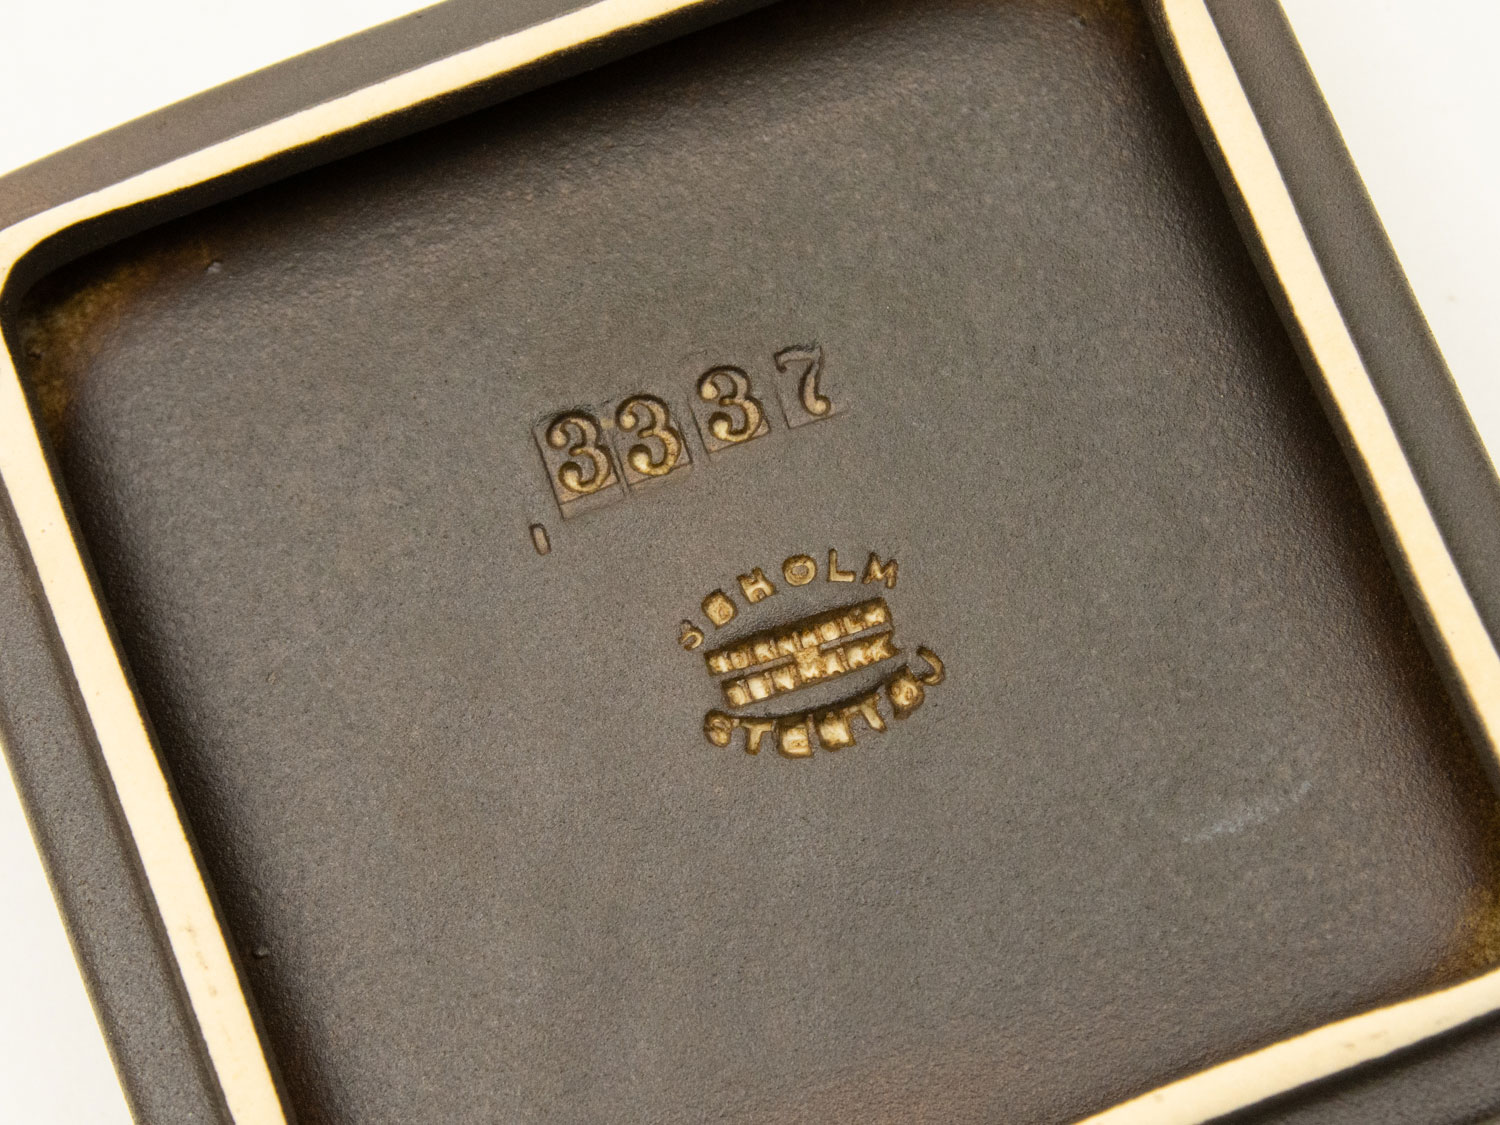 3337
SØHOLM
BORNHOLM
DENMARK
STENTØJ